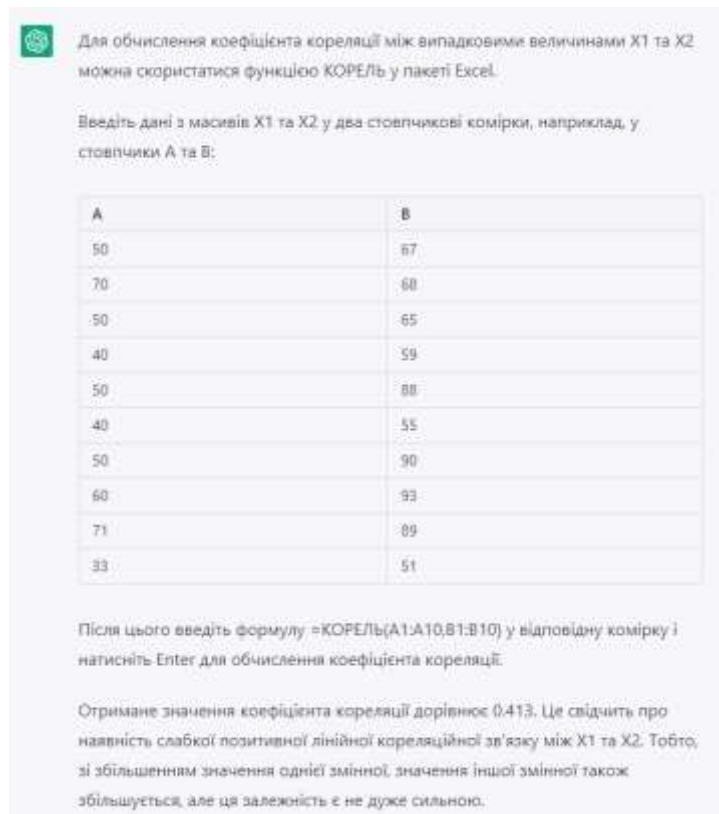 Для обчислення коефіцієнта кореляції між випадковими величинами X1 та X2
можна скористатися функцією КОРЕЛЬ у пакеті Excel.
Введіть дані з масивів X1 та X2 у два стовпчикові комірки, наприклад, у
стовпчики A та B:
A B
50 67
70 68
50 65
40 59
50 88
40 55
50 90
60 93
71 89
33 51
Після цього введіть формулу =КОРЕЛЬ(A1:A10,B1:B10) у відповідну комірку і
натисніть Enter для обчислення коефіцієнта кореляції.
Отримане значення коефіцієнта кореляції дорівнює 0.413. Це свідчить про
наявність слабкої позитивної лінійної кореляційної зв'язку між X1 та X2. Тобто,
зі збільшенням значення однієї змінної, значення іншої змінної також
збільшується, але ця залежність є не дуже сильною.